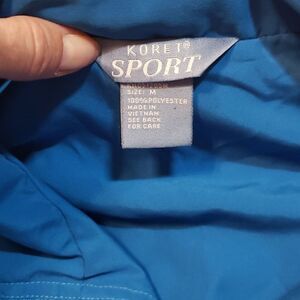 KORET®
SPORT
SIZE: M
100% POLYESTER
MADE IN
VIETNAM
SEE BACK
FOR CARE